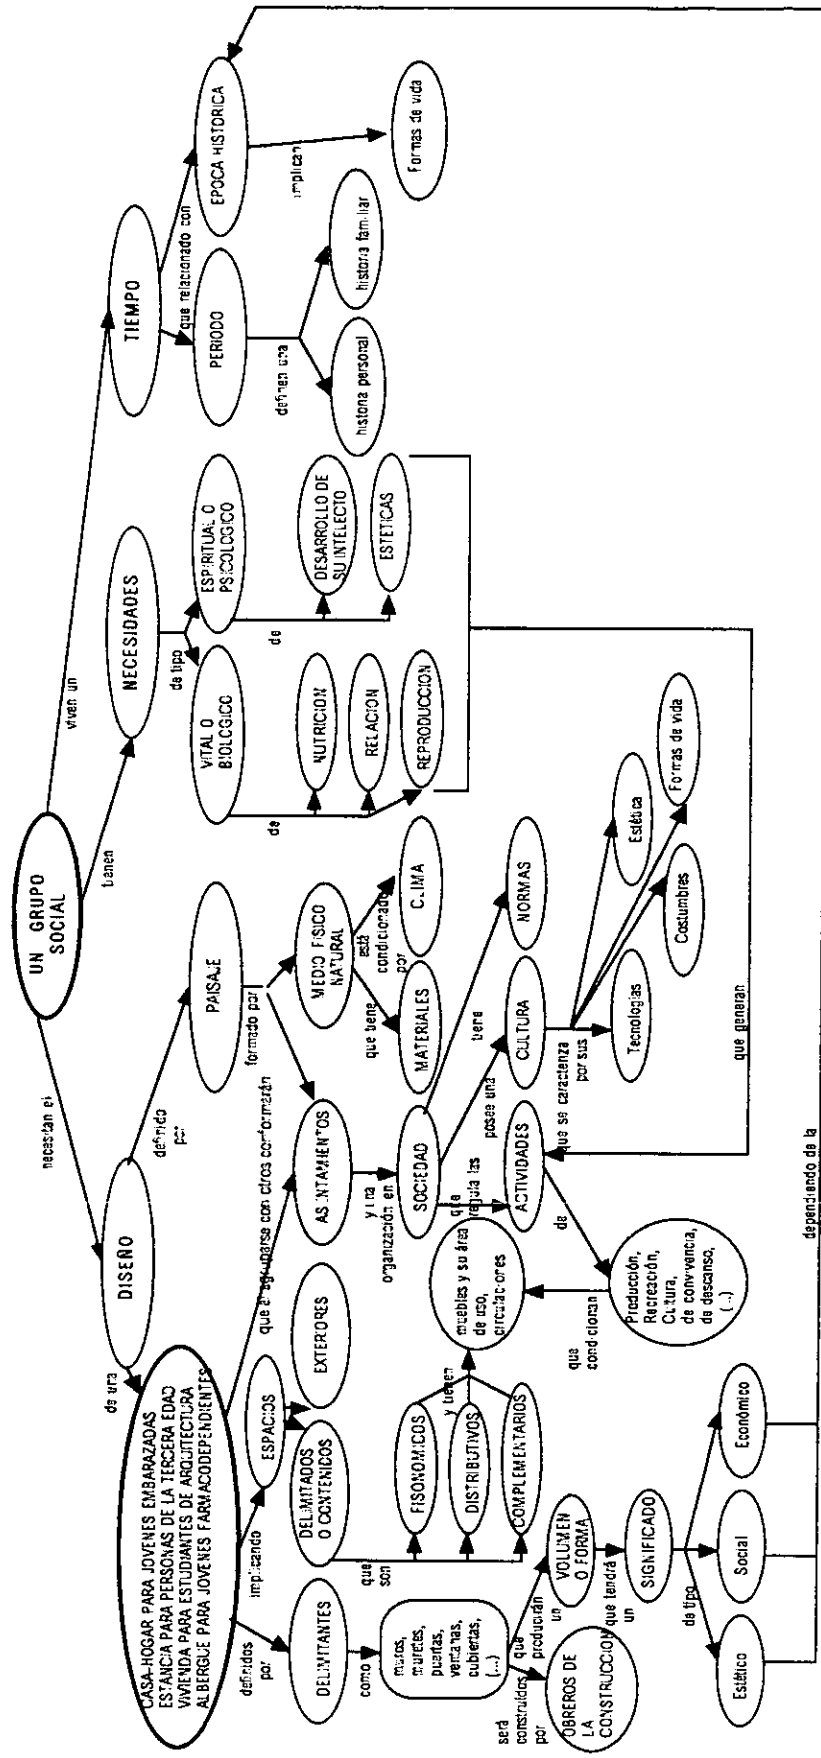 UN GRUPO
SOCIAL
necesitan el
tienen
viven un
DISEÑO
NECESIDADES
TIEMPO
de una
definido
por
de tipo
que relacionado con
CASA-HOGAR PARA JOVENES EMBARAZADAS
ESTANCIA PARA PERSONAS DE LA TERCERA EDAD
VIVIENDA PARA ESTUDIANTES DE ARQUITECTURA
ALBERGUE PARA JOVENES FARMACODEPENDIENTES
PAISAJE
VITAL O
BIOLOGICO
ESPIRITUAL O
PSICOLOGICO
PERIODO
EPOCA HISTORICA
definidos
por
implicando
que al agruparse con otros conformarán
formado por
de
de
definen una
implican
ESPACIOS
DELIMITANTES
DELIMITADOS
O CONTENIDOS
EXTERIORES
ASENTAMIENTOS
MEDIO FISICO
NATURAL
NUTRICION
RELACION
REPRODUCCION
DESARROLLO DE
SU INTELECTO
ESTETICAS
historia personal
historia familiar
Formas de vida
como
que
son
y una
organización en
que tiene
está
condicionado
por
muros,
muretes,
puertas,
ventanas,
cubiertas,
(...)
FISONOMICOS
DISTRIBUTIVOS
COMPLEMENTARIOS
y tienen
muebles y su área
de uso,
circulaciones
SOCIEDAD
MATERIALES
CLIMA
que
regula las
posee una
tiene
ACTIVIDADES
CULTURA
NORMAS
será
construidos
por
que
producirán
un
OBREROS DE
LA
CONSTRUCCION
VOLUMEN
O FORMA
que tendrá
un
SIGNIFICADO
de tipo
Estético
Social
Económico
que
condicionan
de
Producción,
Recreación,
Cultura,
de convivencia,
de descanso,
(...)
que se caracteriza
por sus
Tecnologías
Costumbres
Estética
Formas de vida
que generan
dependiendo de la